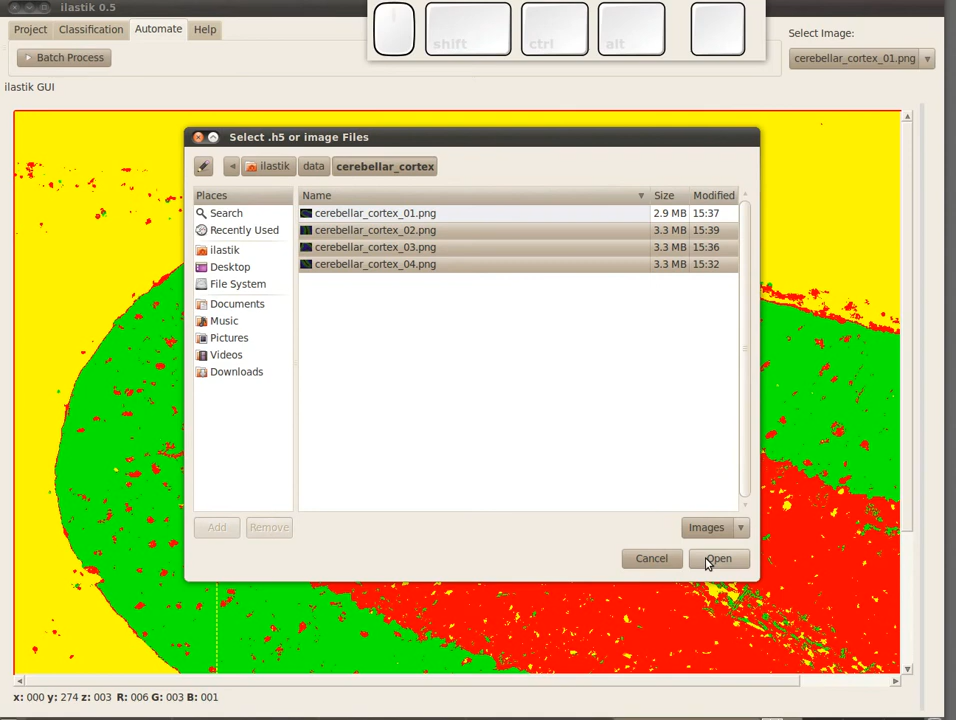 ilastik 0.5
Project Classification Automate Help
shift ctrl alt
Select Image:
Batch Process
cerebellar_cortex_01.png
ilastik GUI
Select .h5 or image Files
ilastik data cerebellar_cortex
Places
Search
Recently Used
ilastik
Desktop
File System
Documents
Music
Pictures
Videos
Downloads
Name Size Modified
cerebellar_cortex_01.png 2.9 MB 15:37
cerebellar_cortex_02.png 3.3 MB 15:39
cerebellar_cortex_03.png 3.3 MB 15:36
cerebellar_cortex_04.png 3.3 MB 15:32
Add Remove
Images
Cancel Open
x: 000 y: 274 z: 003 R: 006 G: 003 B: 001